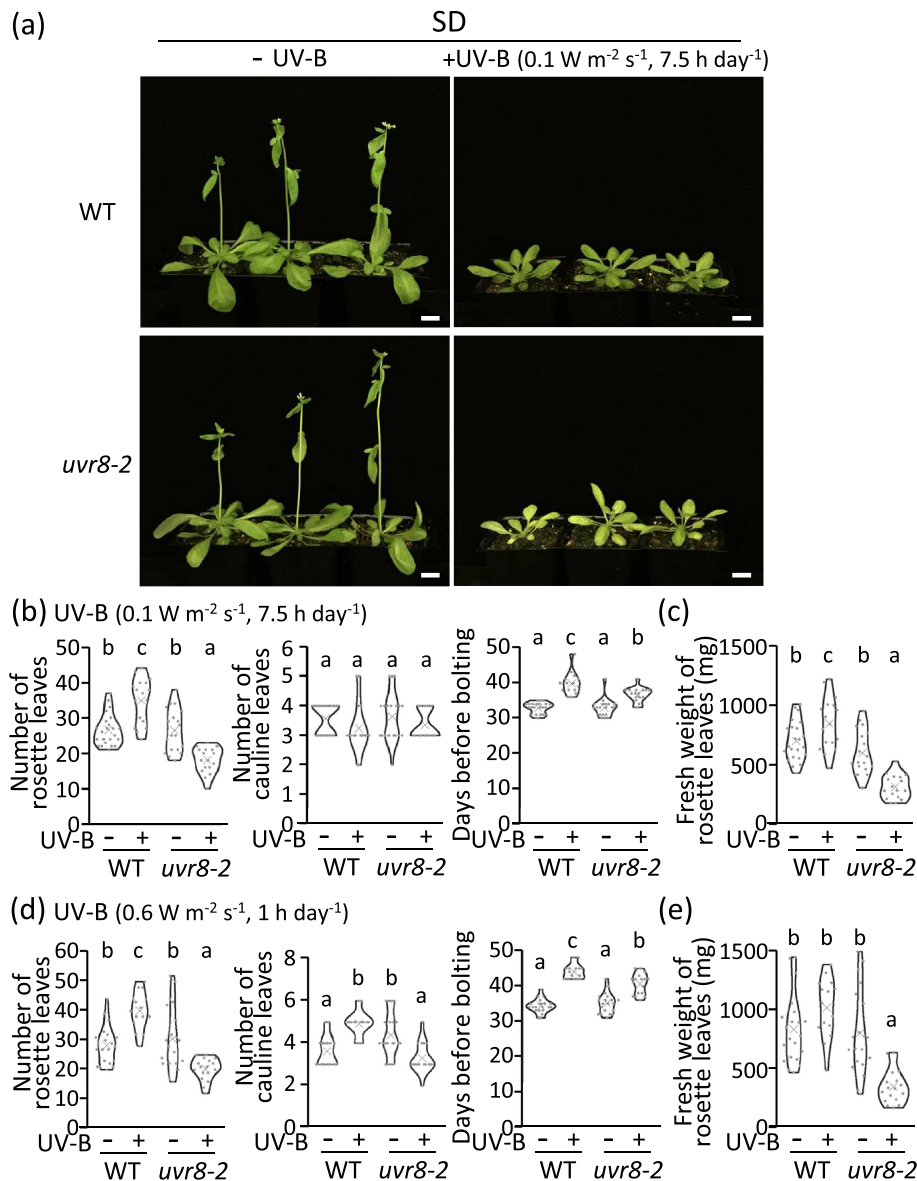 (a)
SD
- UV-B
+UV-B (0.1 W m⁻² s⁻¹, 7.5 h day⁻¹)
WT
uvr8-2
(b) UV-B (0.1 W m⁻² s⁻¹, 7.5 h day⁻¹)
Number of
rosette leaves
50
40
30
20
10
0
b c b a
UV-B - + - +
WT uvr8-2
Number of
cauline leaves
6
5
4
3
2
1
0
a a a a
UV-B - + - +
WT uvr8-2
Days before bolting
50
40
30
20
10
0
a c a b
UV-B - + - +
WT uvr8-2
(c)
Fresh weight of
rosette leaves (mg)
1500
1000
500
0
b c b a
UV-B - + - +
WT uvr8-2
(d) UV-B (0.6 W m⁻² s⁻¹, 1 h day⁻¹)
Number of
rosette leaves
60
50
40
30
20
10
0
b c b a
UV-B - + - +
WT uvr8-2
Number of
cauline leaves
8
6
4
2
a b b a
UV-B - + - +
WT uvr8-2
Days before bolting
50
40
30
20
10
0
a c a b
UV-B - + - +
WT uvr8-2
(e)
Fresh weight of
rosette leaves (mg)
1500
1000
500
0
b b b a
UV-B - + - +
WT uvr8-2